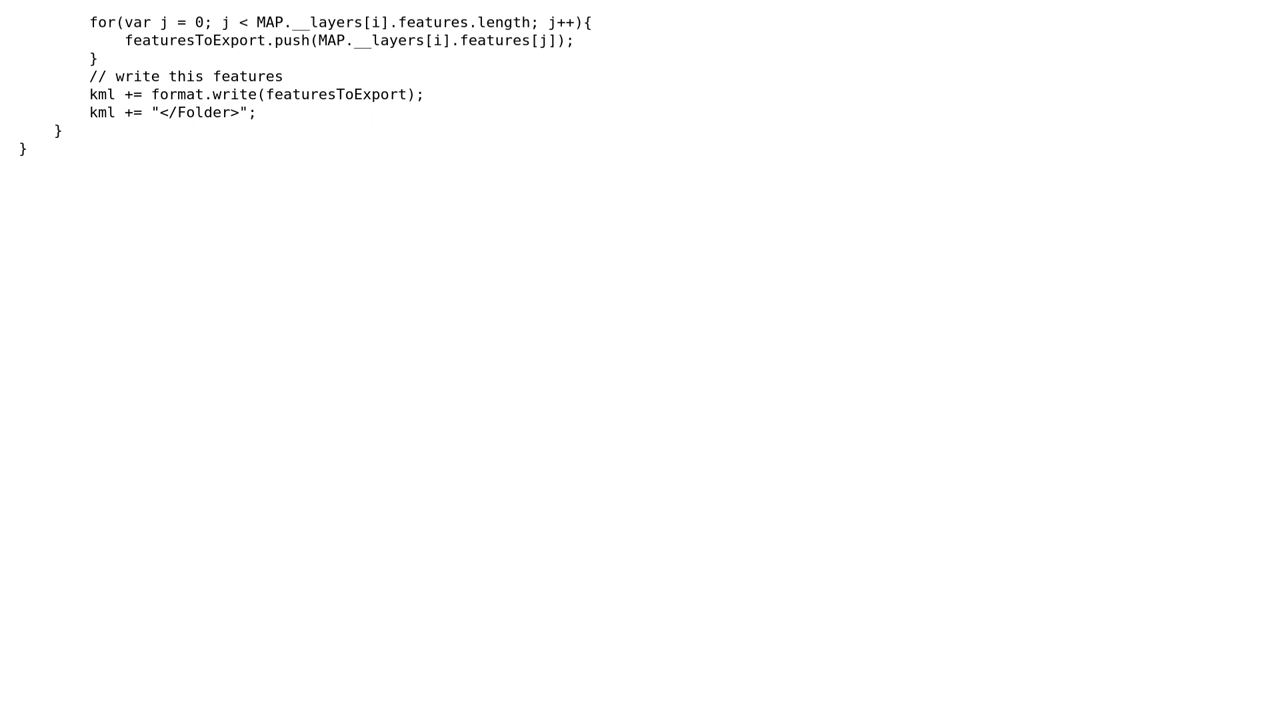 for(var j = 0; j < MAP.__layers[i].features.length; j++){
            featuresToExport.push(MAP.__layers[i].features[j]);
        }
        // write this features
        kml += format.write(featuresToExport);
        kml += "</Folder>";
    }
}